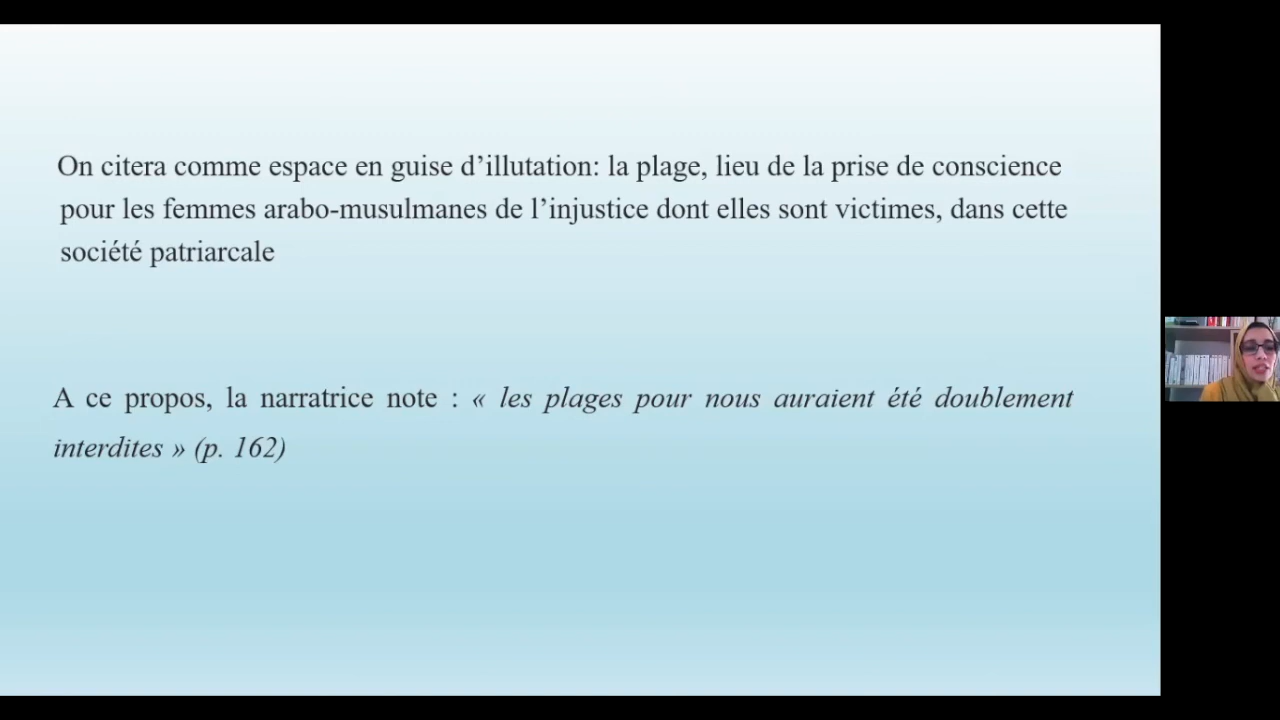 On citera comme espace en guise d’illutation: la plage, lieu de la prise de conscience
pour les femmes arabo-musulmanes de l’injustice dont elles sont victimes, dans cette
société patriarcale
A ce propos, la narratrice note : « les plages pour nous auraient été doublement
interdites » (p. 162)